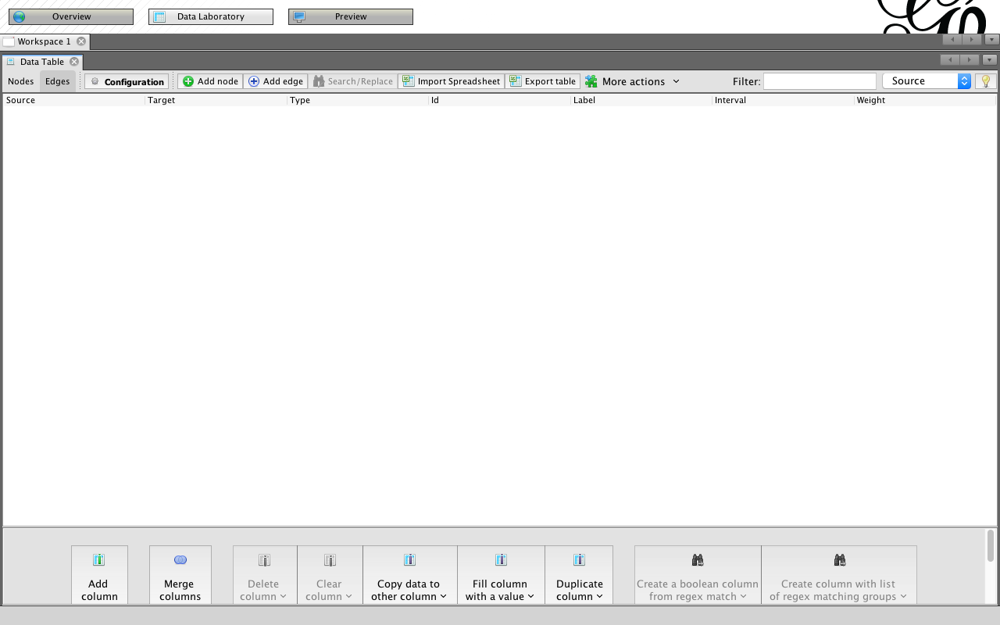 Overview
Data Laboratory
Preview
Workspace 1
Data Table
Nodes Edges Configuration Add node Add edge Search/Replace Import Spreadsheet Export table More actions Filter: Source
Source Target Type Id Label Interval Weight
Add column
Merge columns
Delete column
Clear column
Copy data to other column
Fill column with a value
Duplicate column
Create a boolean column from regex match
Create column with list of regex matching groups